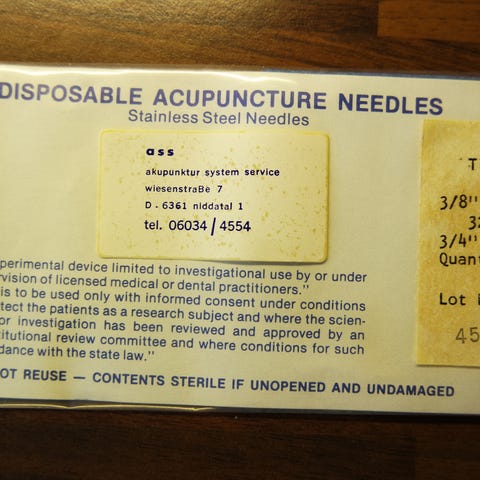 DISPOSABLE ACUPUNCTURE NEEDLES
Stainless Steel Needles
ass
akupunktur system service
wiesenstraße 7
D - 6361 niddatal 1
tel. 06034/4554
perimental device limited to investigational use by or under
vision of licensed medical or dental practitioners."
is to be used only with informed consent under conditions
tect the patients as a research subject and where the scien-
or investigation has been reviewed and approved by an
titutional review committee and where conditions for such
dance with the state law."
OT REUSE — CONTENTS STERILE IF UNOPENED AND UNDAMAGED
T
3/8"
32
3/4"
Quant
Lot
45